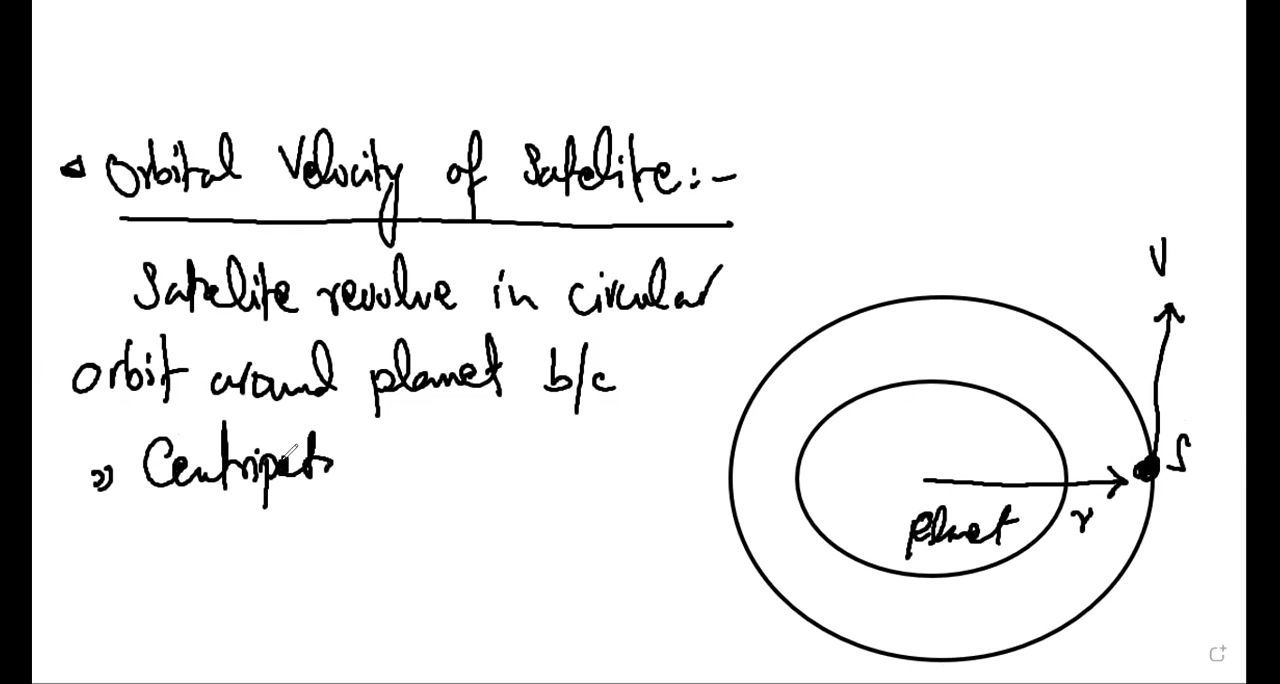 Orbital Velocity of Satelite:-
Satelite revolve in circular
orbit around planet b/c
=> Centripet
V
S
planet
r